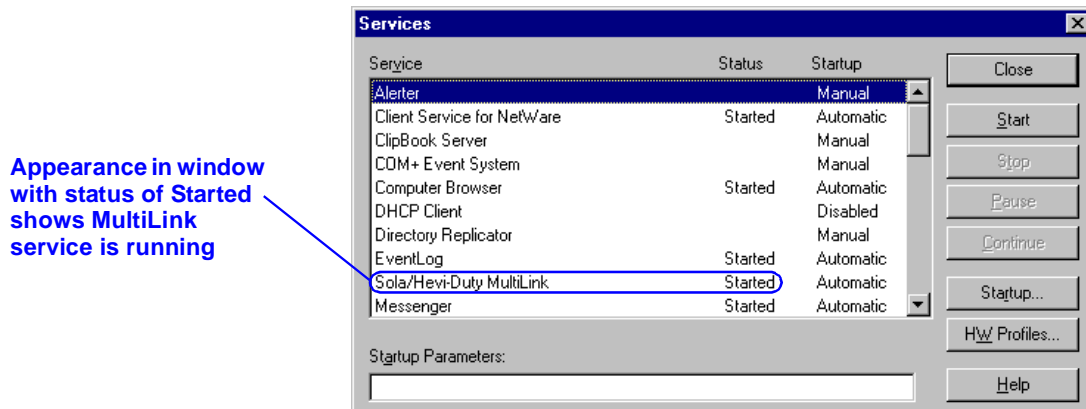 Services
Service Status Startup
Alerter Manual
Client Service for NetWare Started Automatic
ClipBook Server Manual
COM+ Event System Manual
Computer Browser Started Automatic
DHCP Client Disabled
Directory Replicator Manual
EventLog Started Automatic
Sola/Hevi-Duty MultiLink Started Automatic
Messenger Started Automatic
Startup Parameters:
Close
Start
Stop
Pause
Continue
Startup...
HW Profiles...
Help
Appearance in window
with status of Started
shows MultiLink
service is running